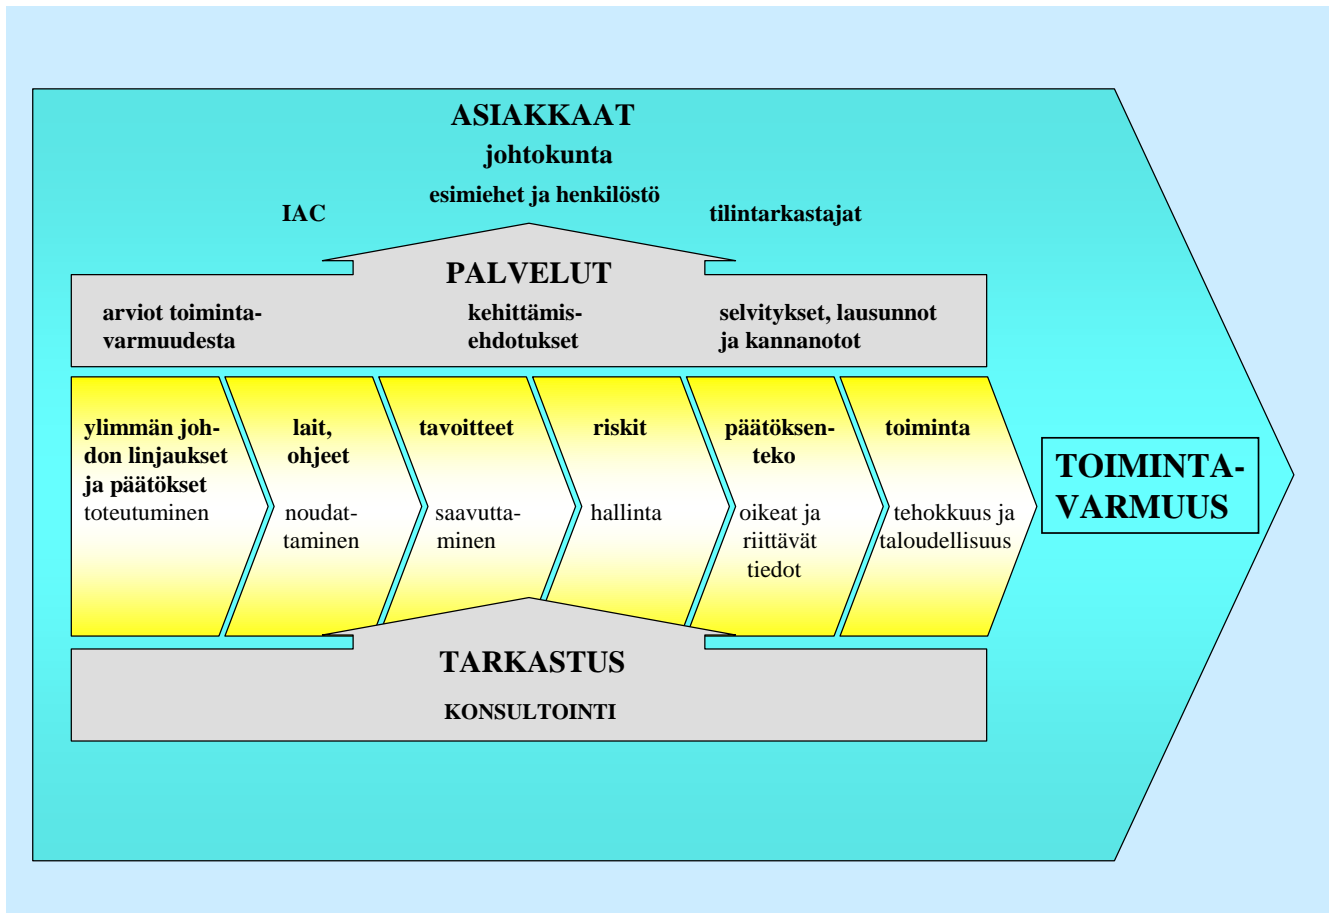 ASIAKKAAT
johtokunta
esimiehet ja henkilöstö
IAC
tilintarkastajat
PALVELUT
arviot toiminta-
varmuudesta
kehittämis-
ehdotukset
selvitykset, lausunnot
ja kannanotot
ylimmän joh-
don linjaukset
ja päätökset
toteutuminen
lait,
ohjeet
noudat-
taminen
tavoitteet
saavutta-
minen
riskit
hallinta
päätöksen-
teko
oikeat ja
riittävät
tiedot
toiminta
tehokkuus ja
taloudellisuus
TOIMINTA-
VARMUUS
TARKASTUS
KONSULTOINTI